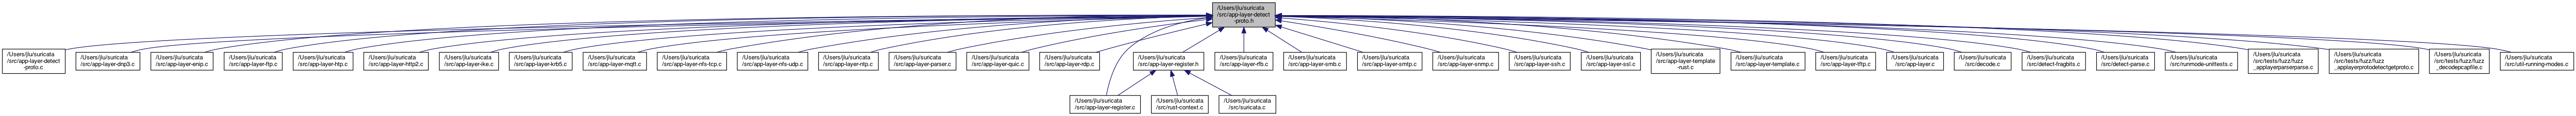 /Users/jlu/suricata
/src/app-layer-detect
-proto.h
/Users/jlu/suricata
/src/app-layer-detect
-proto.c
/Users/jlu/suricata
/src/app-layer-dnp3.c
/Users/jlu/suricata
/src/app-layer-enip.c
/Users/jlu/suricata
/src/app-layer-ftp.c
/Users/jlu/suricata
/src/app-layer-htp.c
/Users/jlu/suricata
/src/app-layer-http2.c
/Users/jlu/suricata
/src/app-layer-ike.c
/Users/jlu/suricata
/src/app-layer-krb5.c
/Users/jlu/suricata
/src/app-layer-mqtt.c
/Users/jlu/suricata
/src/app-layer-nfs-tcp.c
/Users/jlu/suricata
/src/app-layer-nfs-udp.c
/Users/jlu/suricata
/src/app-layer-ntp.c
/Users/jlu/suricata
/src/app-layer-parser.c
/Users/jlu/suricata
/src/app-layer-quic.c
/Users/jlu/suricata
/src/app-layer-rdp.c
/Users/jlu/suricata
/src/app-layer-register.h
/Users/jlu/suricata
/src/app-layer-rfb.c
/Users/jlu/suricata
/src/app-layer-smb.c
/Users/jlu/suricata
/src/app-layer-smtp.c
/Users/jlu/suricata
/src/app-layer-snmp.c
/Users/jlu/suricata
/src/app-layer-ssh.c
/Users/jlu/suricata
/src/app-layer-ssl.c
/Users/jlu/suricata
/src/app-layer-template
-rust.c
/Users/jlu/suricata
/src/app-layer-template.c
/Users/jlu/suricata
/src/app-layer-tftp.c
/Users/jlu/suricata
/src/app-layer.c
/Users/jlu/suricata
/src/decode.c
/Users/jlu/suricata
/src/detect-fragbits.c
/Users/jlu/suricata
/src/detect-parse.c
/Users/jlu/suricata
/src/runmode-unittests.c
/Users/jlu/suricata
/src/tests/fuzz/fuzz
_applayerparserparse.c
/Users/jlu/suricata
/src/tests/fuzz/fuzz
_applayerprotodetectgetproto.c
/Users/jlu/suricata
/src/tests/fuzz/fuzz
_decodepcapfile.c
/Users/jlu/suricata
/src/util-running-modes.c
/Users/jlu/suricata
/src/app-layer-register.c
/Users/jlu/suricata
/src/rust-context.c
/Users/jlu/suricata
/src/suricata.c